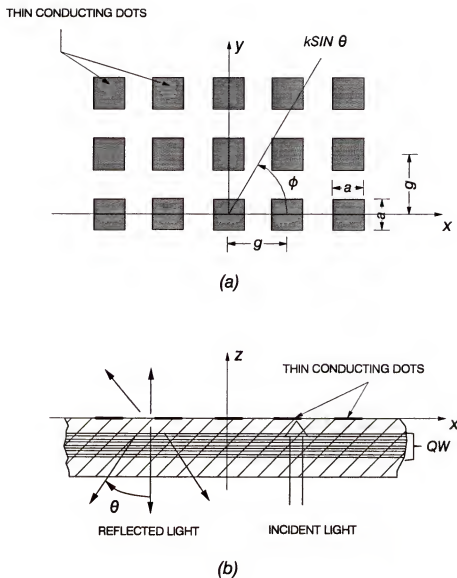 THIN CONDUCTING DOTS
y
kSIN θ
ϕ
a
g
a
x
g
(a)
z
THIN CONDUCTING DOTS
x
QW
θ
REFLECTED LIGHT
INCIDENT LIGHT
(b)